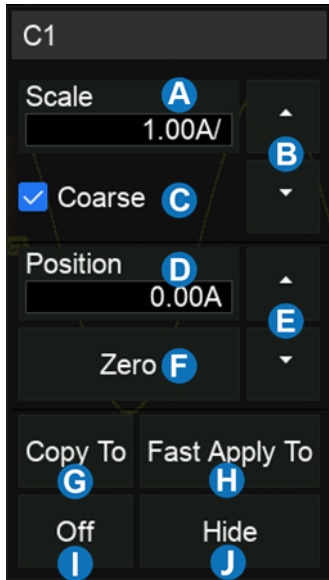 C1
Scale A
1.00A/
B
Coarse C
Position D
0.00A
E
Zero F
Copy To Fast Apply To
G H
Off Hide
I J